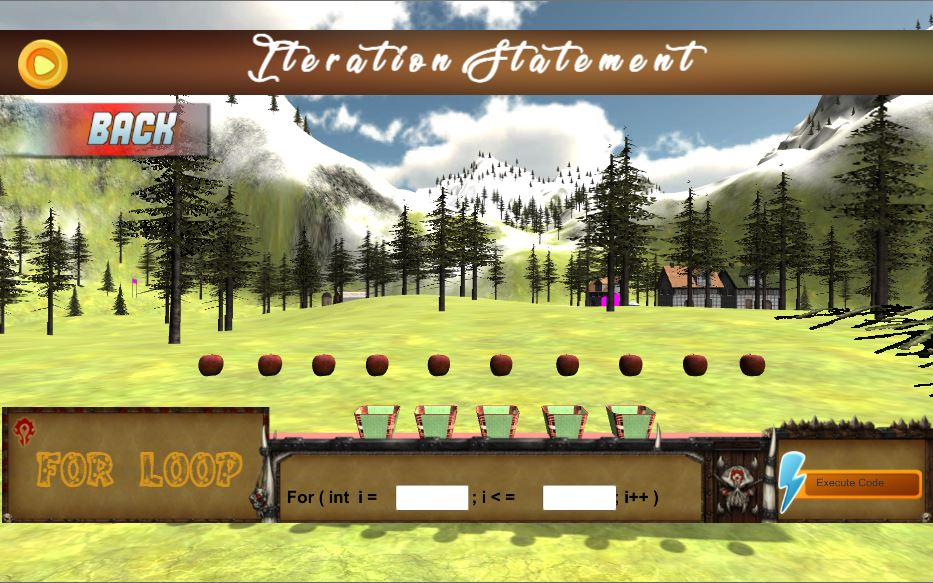 Iteration Statement
BACK
FOR LOOP
For ( int i = ; i < = ; i++ )
Execute Code